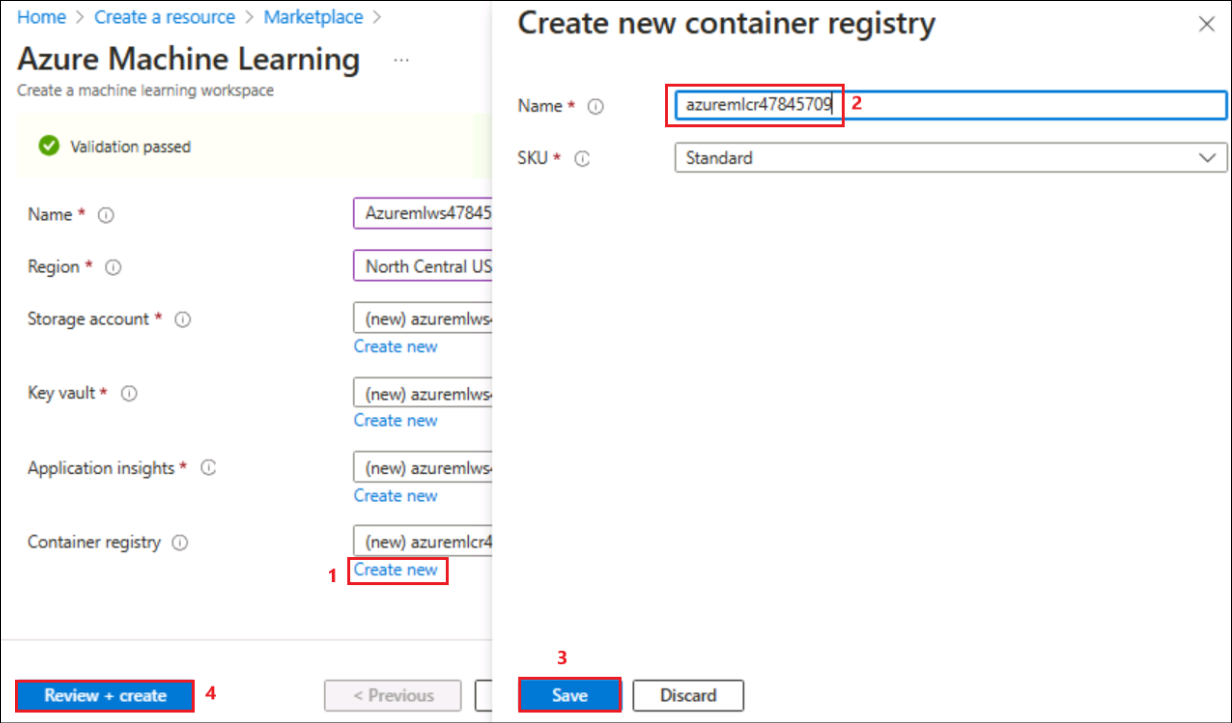 Home > Create a resource > Marketplace >
Azure Machine Learning ...
Create a machine learning workspace
Validation passed
Name *
Azuremlws47845
Region *
North Central US
Storage account *
(new) azuremlws4
Create new
Key vault *
(new) azuremlws4
Create new
Application insights *
(new) azuremlws4
Create new
Container registry
(new) azuremlcr4
1 Create new
Review + create 4
< Previous
Create new container registry
Name * azuremlcr47845709 2
SKU * Standard
3
Save Discard